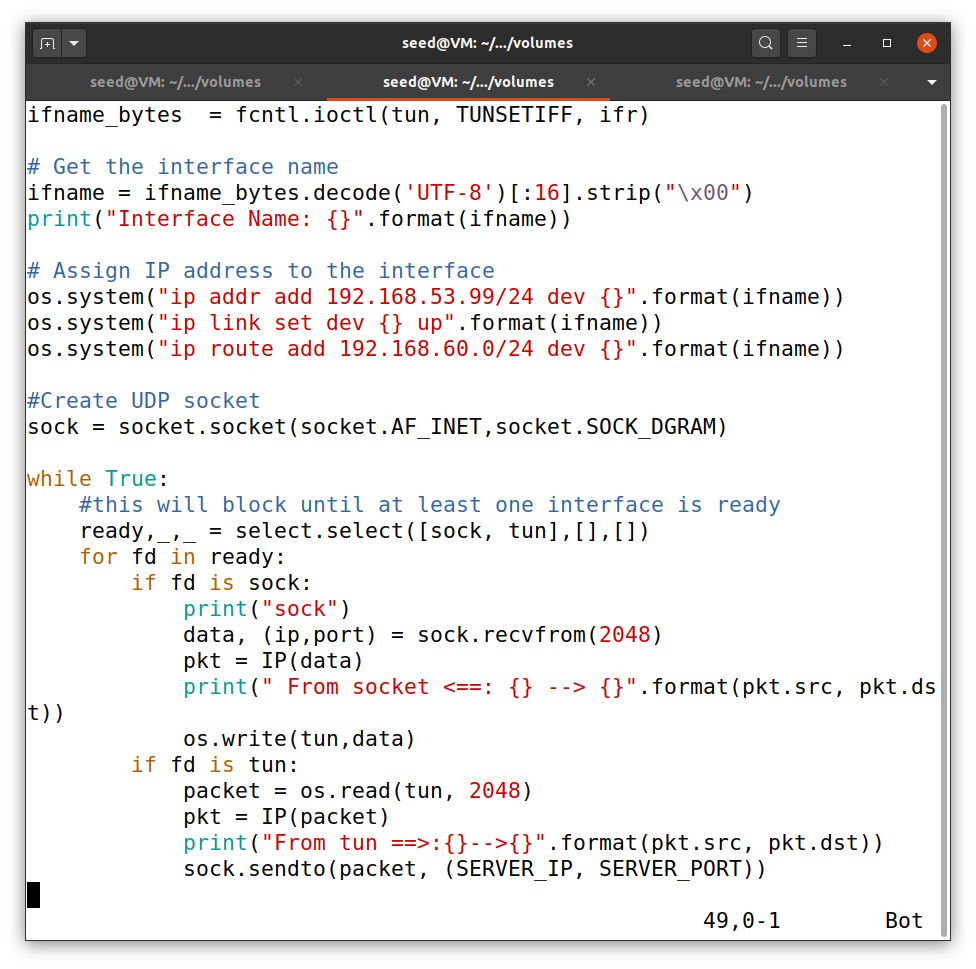 seed@VM: ~/.../volumes
seed@VM: ~/.../volumes seed@VM: ~/.../volumes seed@VM: ~/.../volumes
ifname_bytes  = fcntl.ioctl(tun, TUNSETIFF, ifr)

# Get the interface name
ifname = ifname_bytes.decode('UTF-8')[:16].strip("\x00")
print("Interface Name: {}".format(ifname))

# Assign IP address to the interface
os.system("ip addr add 192.168.53.99/24 dev {}".format(ifname))
os.system("ip link set dev {} up".format(ifname))
os.system("ip route add 192.168.60.0/24 dev {}".format(ifname))

#Create UDP socket
sock = socket.socket(socket.AF_INET,socket.SOCK_DGRAM)

while True:
    #this will block until at least one interface is ready
    ready,_,_ = select.select([sock, tun],[],[])
    for fd in ready:
        if fd is sock:
            print("sock")
            data, (ip,port) = sock.recvfrom(2048)
            pkt = IP(data)
            print(" From socket <==: {} --> {}".format(pkt.src, pkt.ds
t))
            os.write(tun,data)
        if fd is tun:
            packet = os.read(tun, 2048)
            pkt = IP(packet)
            print("From tun ==>:{}-->{}".format(pkt.src, pkt.dst))
            sock.sendto(packet, (SERVER_IP, SERVER_PORT))
49,0-1 Bot